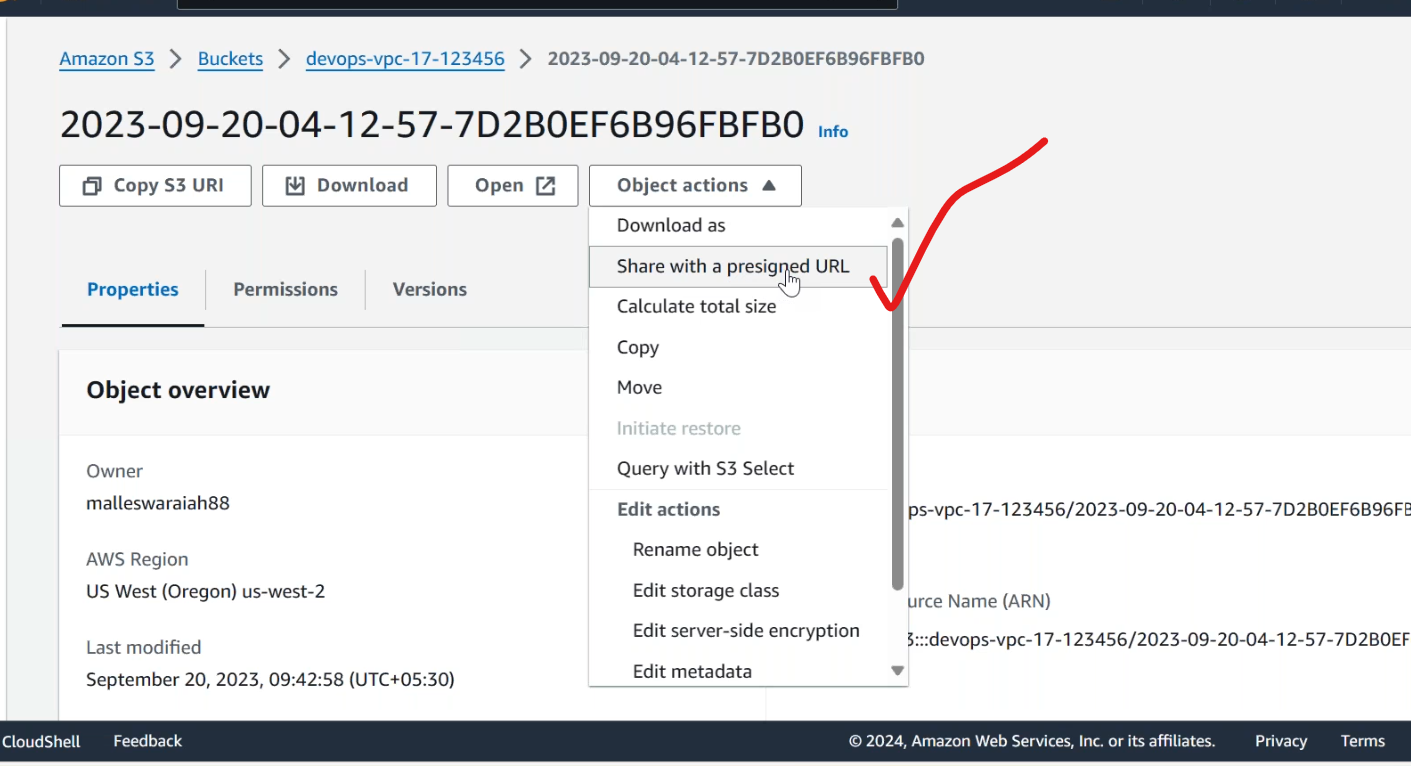 Amazon S3 > Buckets > devops-vpc-17-123456 > 2023-09-20-04-12-57-7D2B0EF6B96FBFB0
2023-09-20-04-12-57-7D2B0EF6B96FBFB0 Info
Copy S3 URI Download Open Object actions
Download as
Share with a presigned URL
Calculate total size
Copy
Move
Initiate restore
Query with S3 Select
Edit actions
Rename object
Edit storage class
Edit server-side encryption
Edit metadata
Properties Permissions Versions
Object overview
Owner
malleswaraiah88
AWS Region
US West (Oregon) us-west-2
Last modified
September 20, 2023, 09:42:58 (UTC+05:30)
ps-vpc-17-123456/2023-09-20-04-12-57-7D2B0EF6B96FB
urce Name (ARN)
3:::devops-vpc-17-123456/2023-09-20-04-12-57-7D2B0EF
CloudShell Feedback © 2024, Amazon Web Services, Inc. or its affiliates. Privacy Terms